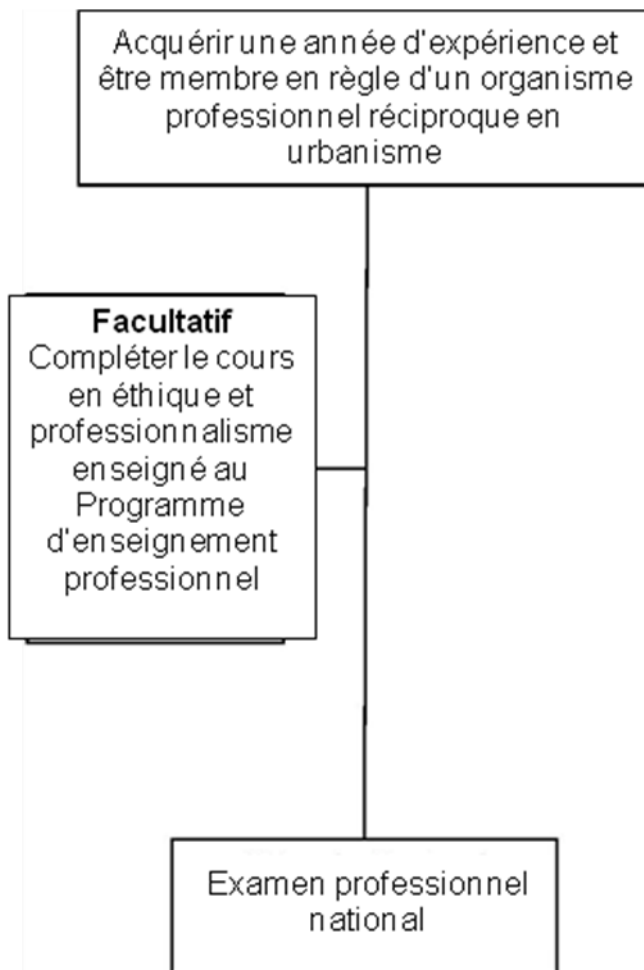 Acquérir une année d'expérience et
être membre en règle d'un organisme
professionnel réciproque en
urbanisme
Facultatif
Compléter le cours
en éthique et
professionnalisme
enseigné au
Programme
d'enseignement
professionnel
Examen professionnel
national